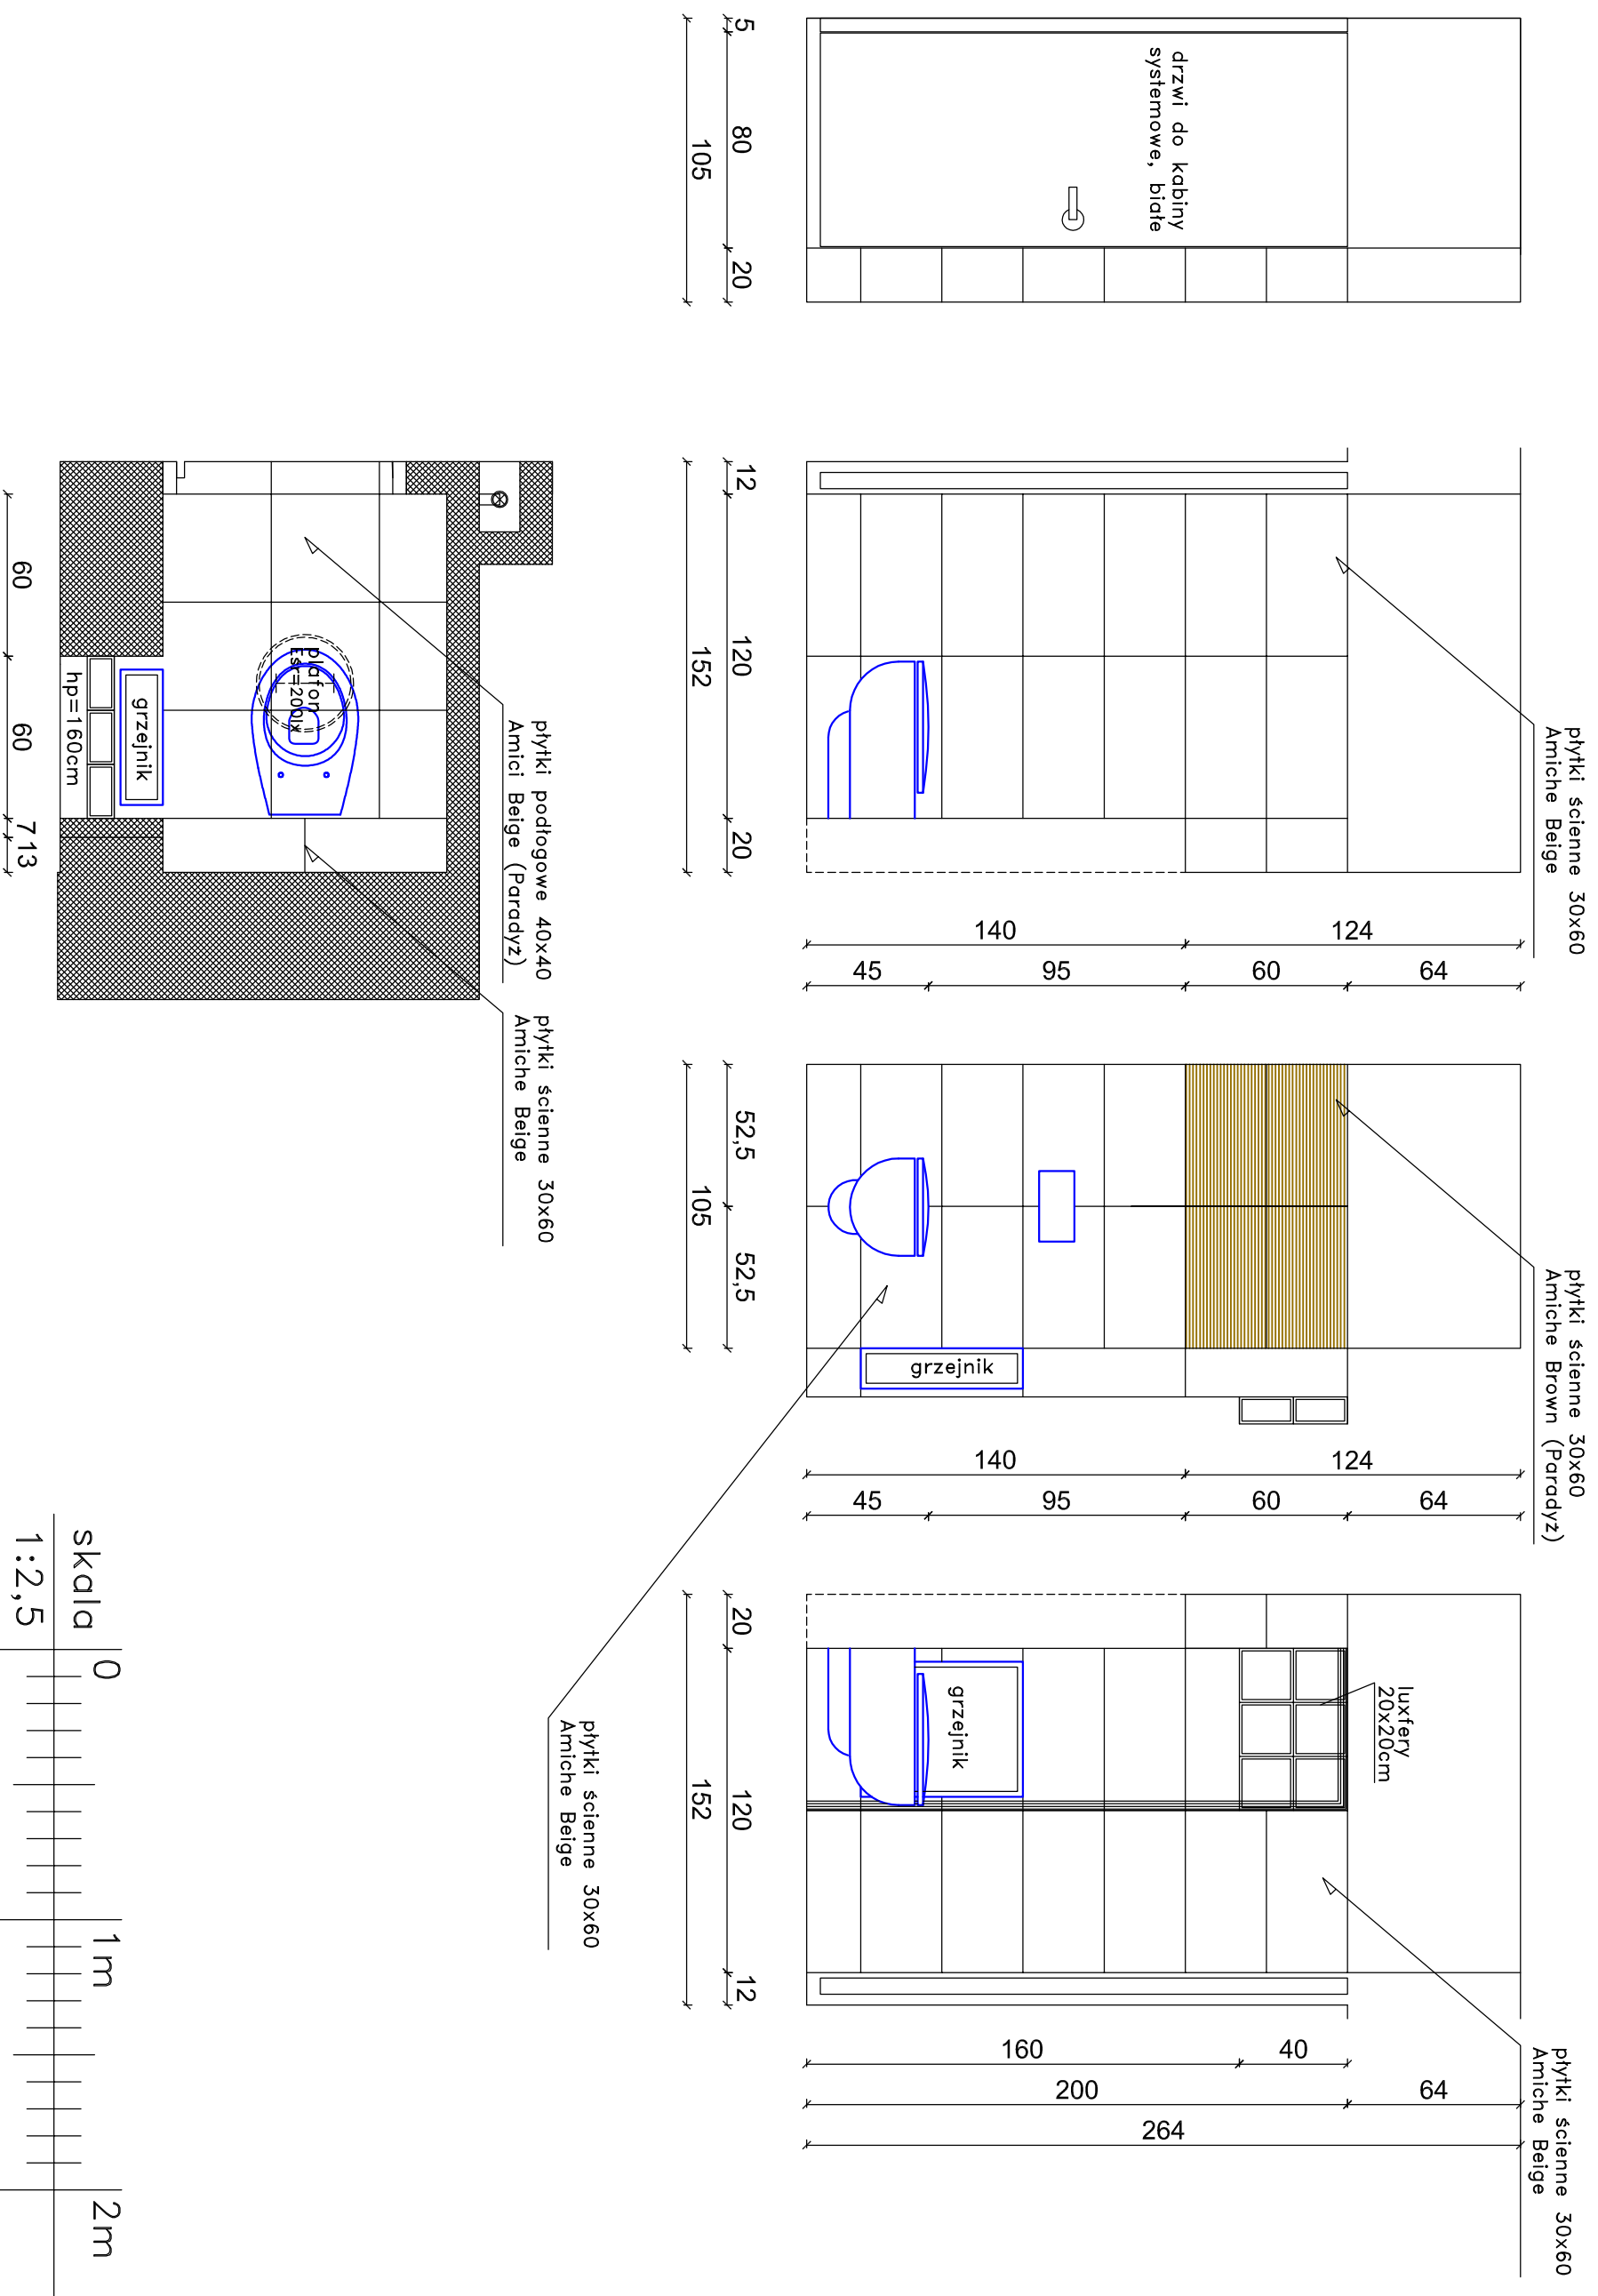 drzwi do kabiny
systemowe, białe
5
80
20
105
płytki ścienne 30x60
Amiche Beige
12
120
20
152
140
124
45
95
60
64
płytki ścienne 30x60
Amiche Brown (Paradyż)
grzejnik
52,5
52,5
105
140
124
45
95
60
64
płytki ścienne 30x60
Amiche Beige
luxfery
20x20cm
grzejnik
20
120
12
152
160
40
200
64
264
płytki ścienne 30x60
Amiche Beige
plafon
Esr=200lx
grzejnik
hp=160cm
60
60
7
13
płytki podłogowe 40x40
Amici Beige (Paradyż)
płytki ścienne 30x60
Amiche Beige
skala
1:2,5
0
1m
2m